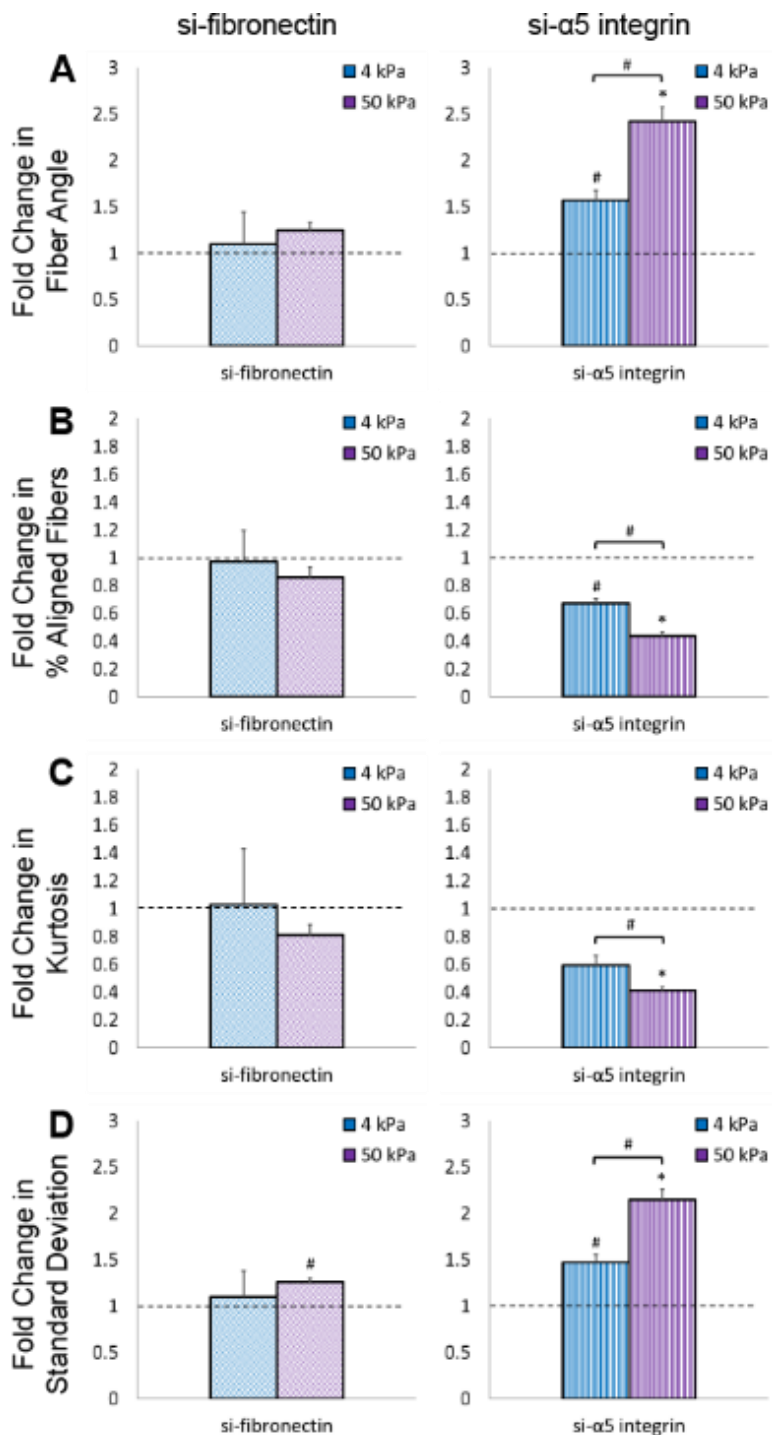 si-fibronectin
si-α5 integrin
A
Fold Change in
Fiber Angle
3
2.5
2
1.5
1
0.5
0
4 kPa
50 kPa
si-fibronectin
3
2.5
2
1.5
1
0.5
0
4 kPa
50 kPa
#
#
*
si-α5 integrin
B
Fold Change in
% Aligned Fibers
2
1.8
1.6
1.4
1.2
1
0.8
0.6
0.4
0.2
0
4 kPa
50 kPa
si-fibronectin
2
1.8
1.6
1.4
1.2
1
0.8
0.6
0.4
0.2
0
4 kPa
50 kPa
#
#
*
si-α5 integrin
C
Fold Change in
Kurtosis
2
1.8
1.6
1.4
1.2
1
0.8
0.6
0.4
0.2
0
4 kPa
50 kPa
si-fibronectin
2
1.8
1.6
1.4
1.2
1
0.8
0.6
0.4
0.2
0
4 kPa
50 kPa
#
*
si-α5 integrin
D
Fold Change in
Standard Deviation
3
2.5
2
1.5
1
0.5
0
4 kPa
50 kPa
#
si-fibronectin
3
2.5
2
1.5
1
0.5
0
4 kPa
50 kPa
#
#
*
si-α5 integrin